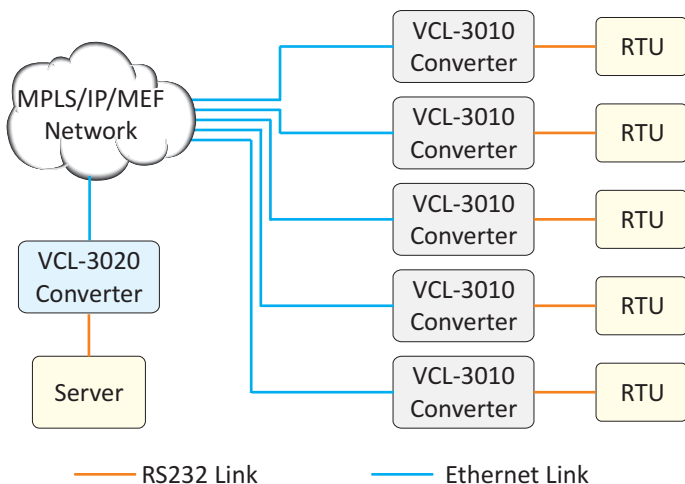 MPLS/IP/MEF
Network
VCL-3020
Converter
Server
VCL-3010
Converter
RTU
VCL-3010
Converter
RTU
VCL-3010
Converter
RTU
VCL-3010
Converter
RTU
VCL-3010
Converter
RTU
RS232 Link
Ethernet Link